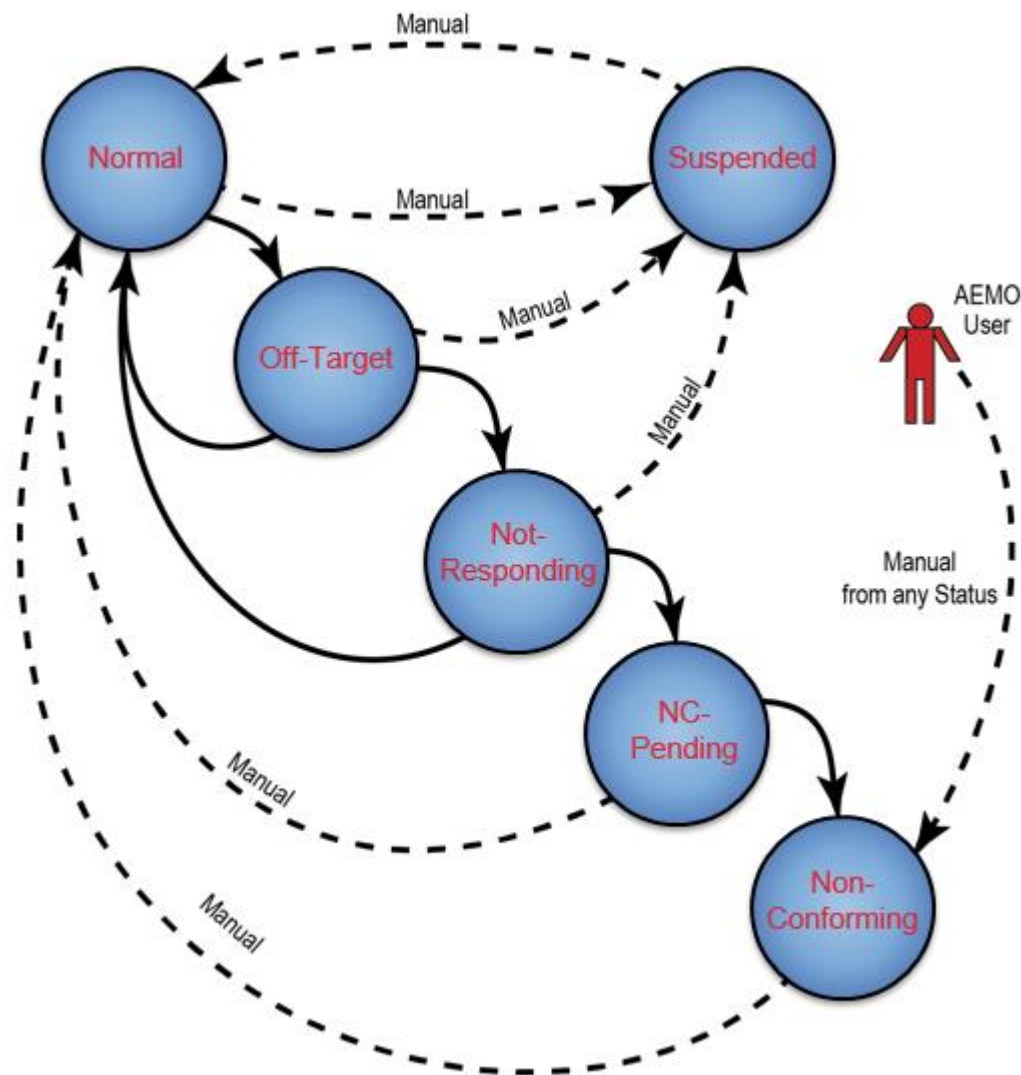 Manual
Normal
Suspended
Manual
Manual
AEMO
User
Off-Target
Manual
Not-
Responding
Manual
from any Status
NC-
Pending
Manual
Non-
Conforming
Manual